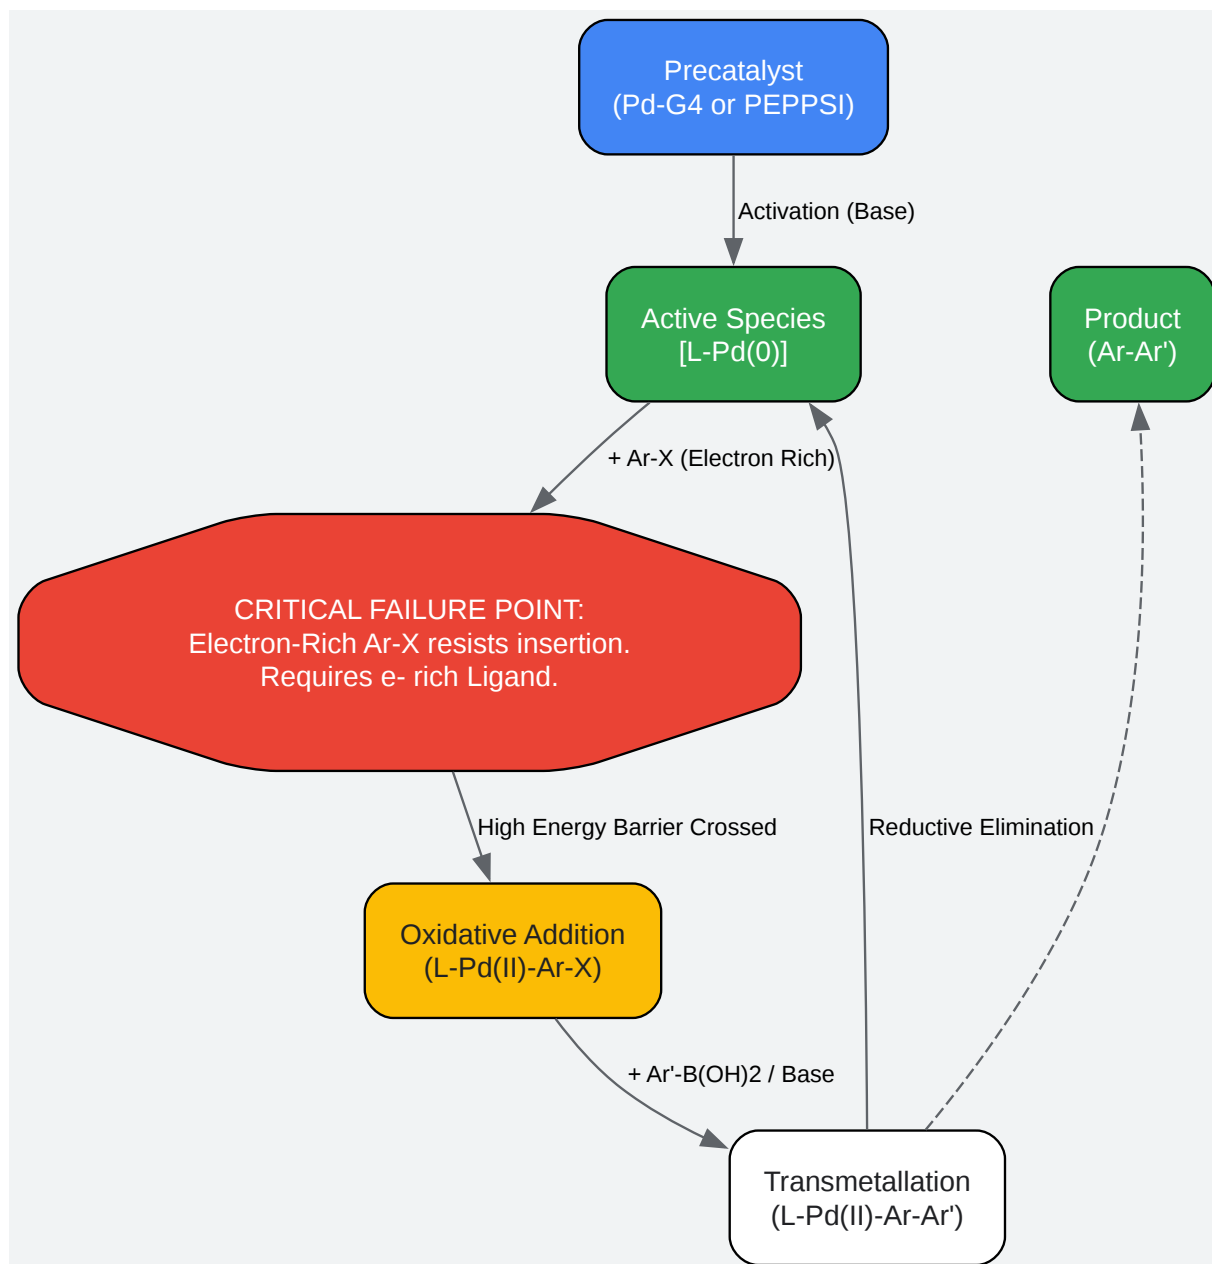 Precatalyst
(Pd-G4 or PEPPSI)
Activation (Base)
Active Species
[L-Pd(0)]
Product
(Ar-Ar')
+ Ar-X (Electron Rich)
CRITICAL FAILURE POINT:
Electron-Rich Ar-X resists insertion.
Requires e- rich Ligand.
High Energy Barrier Crossed
Reductive Elimination
Oxidative Addition
(L-Pd(II)-Ar-X)
+ Ar'-B(OH)2 / Base
Transmetallation
(L-Pd(II)-Ar-Ar')